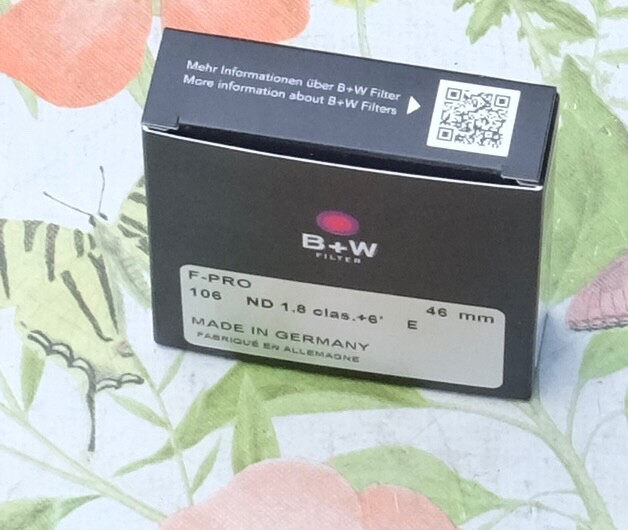 Mehr Informationen über B+W Filter
More information about B+W Filters
B+W
FILTER
F-PRO
106 ND 1.8 clas.+6' E 46 mm
MADE IN GERMANY
FABRIQUÉ EN ALLEMAGNE